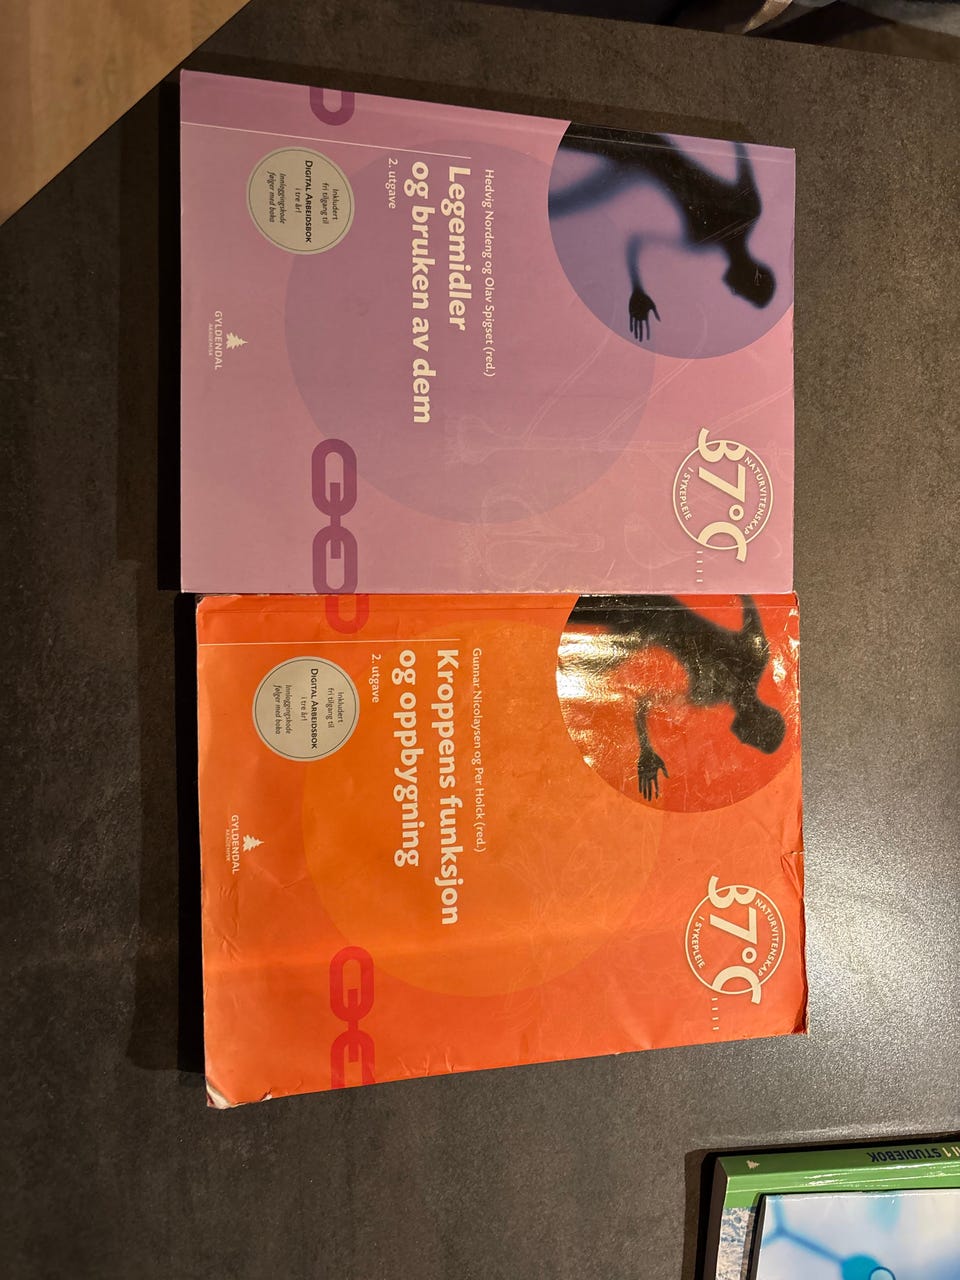 Hedvig Nordeng og Olav Spigset (red.)
Legemidler
og bruken av dem
2. utgave
Inkludert
fri tilgang til
DIGITAL ARBEIDSBOK
i tre år!
Innloggingskode
følger med boka
GYLDENDAL
AKADEMISK
37°C
NATURVITENSKAP
I SYKEPLEIE
Gunnar Nicolaysen og Per Holck (red.)
Kroppens funksjon
og oppbygning
2. utgave
Inkludert
fri tilgang til
DIGITAL ARBEIDSBOK
i tre år!
Innloggingskode
følger med boka
GYLDENDAL
AKADEMISK
37°C
NATURVITENSKAP
I SYKEPLEIE
1 STUDIEBOK